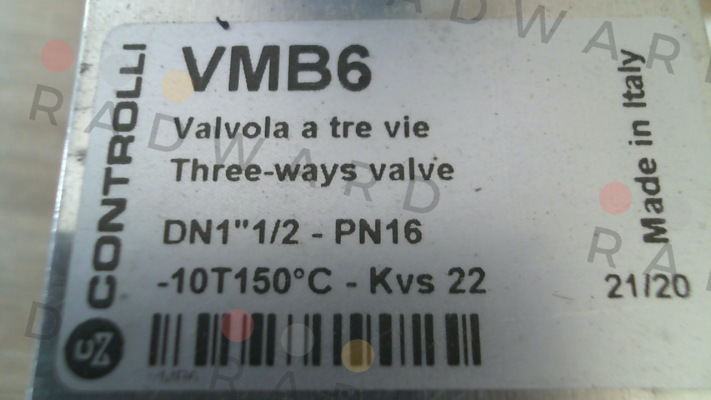 CONTROLLI
VMB6
Valvola a tre vie
Three-ways valve
DN1"1/2 - PN16
-10T150°C - Kvs 22
Made in Italy
21/20
RADWARD
RADWARD